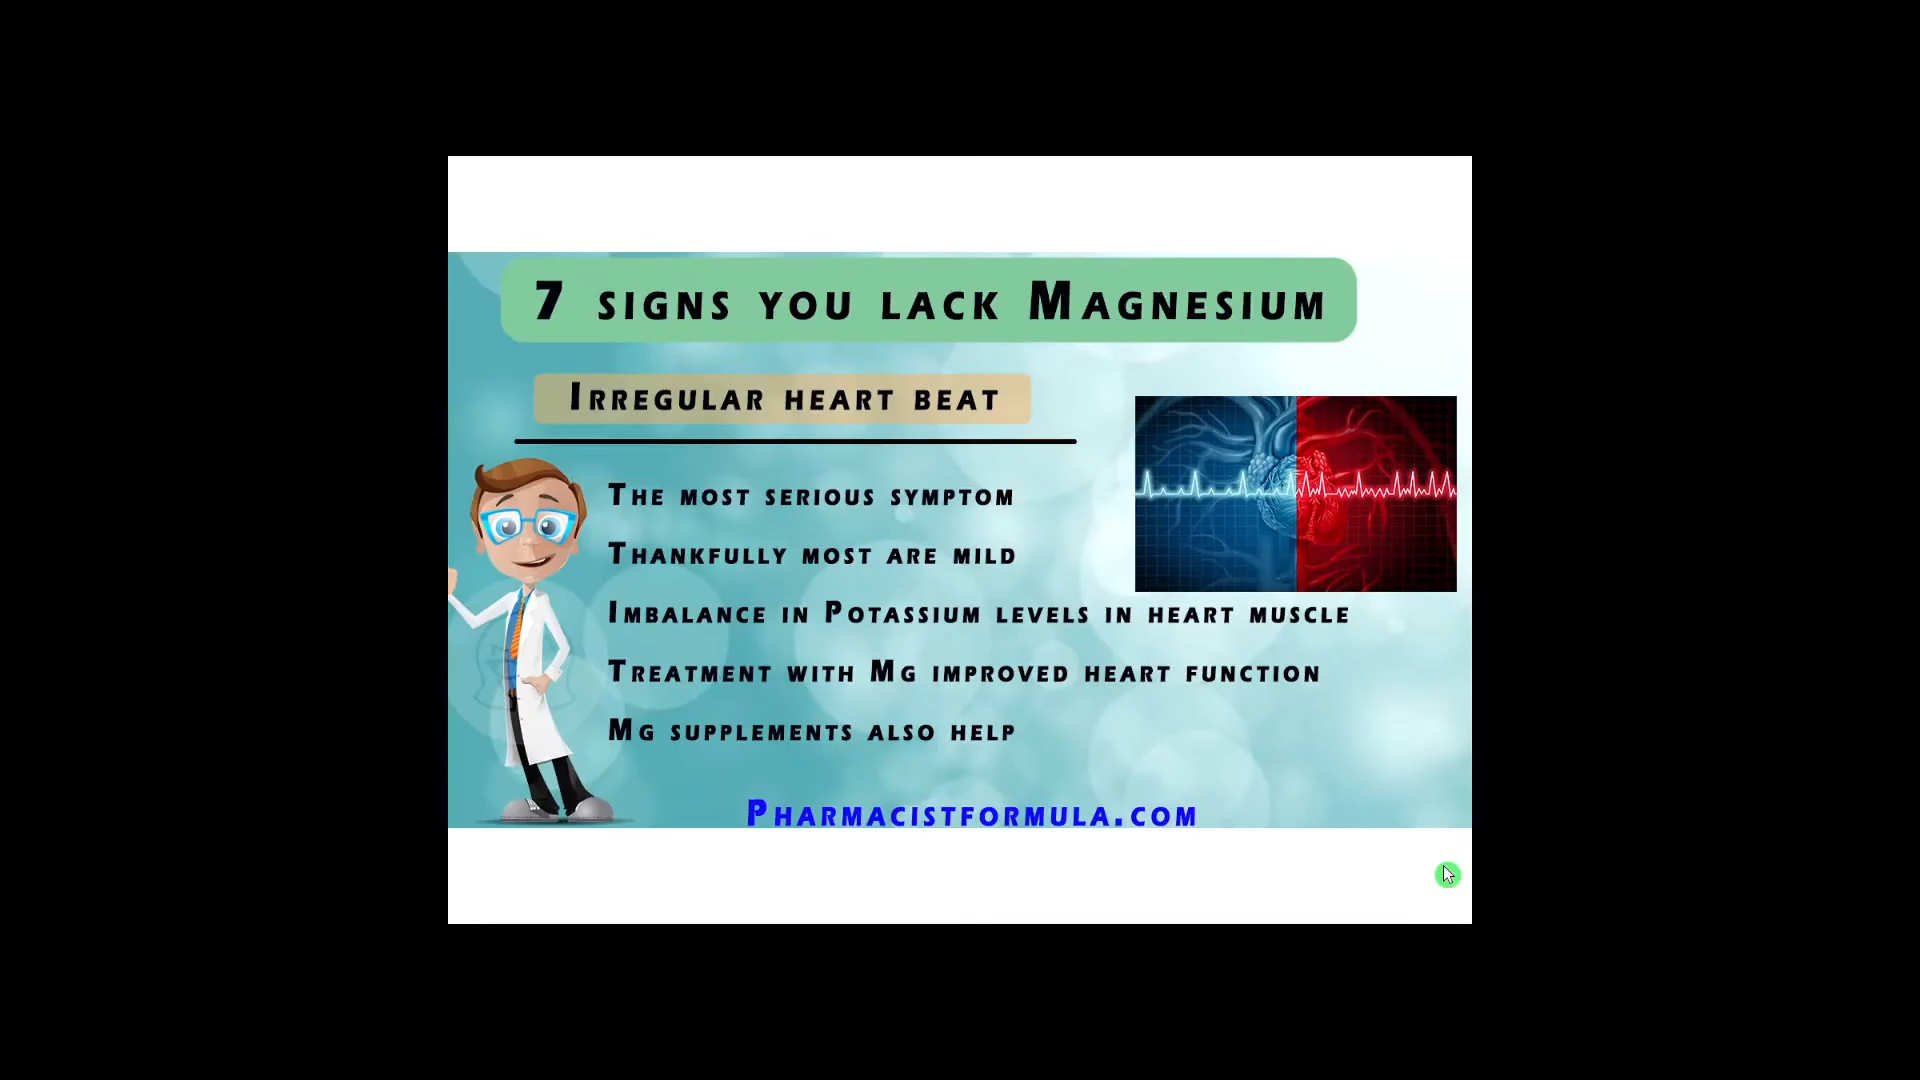 7 signs you lack Magnesium
Irregular heart beat
The most serious symptom
Thankfully most are mild
Imbalance in Potassium levels in heart muscle
Treatment with Mg improved heart function
Mg supplements also help
Pharmacistformula.com